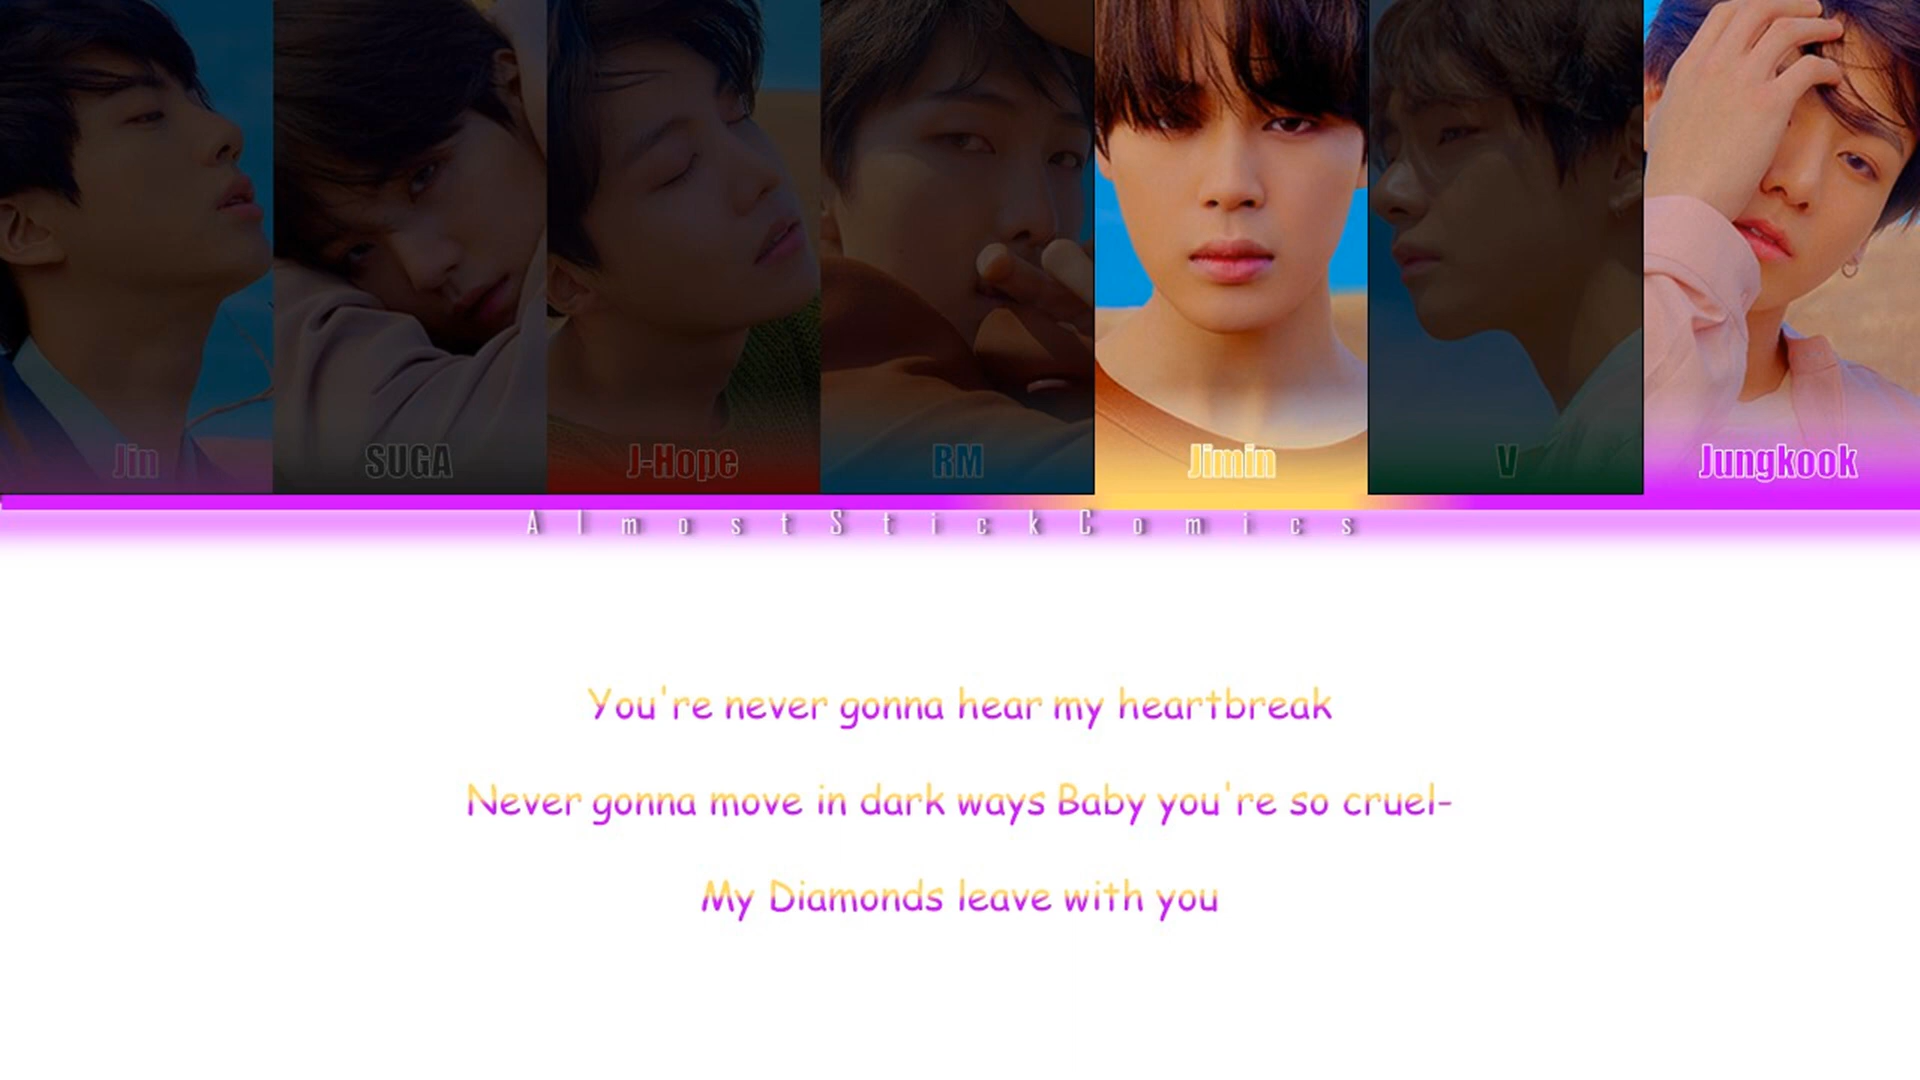 Jin SUGA J-Hope RM Jimin V Jungkook
AlmostStickComics
You're never gonna hear my heartbreak
Never gonna move in dark ways Baby you're so cruel-
My Diamonds leave with you